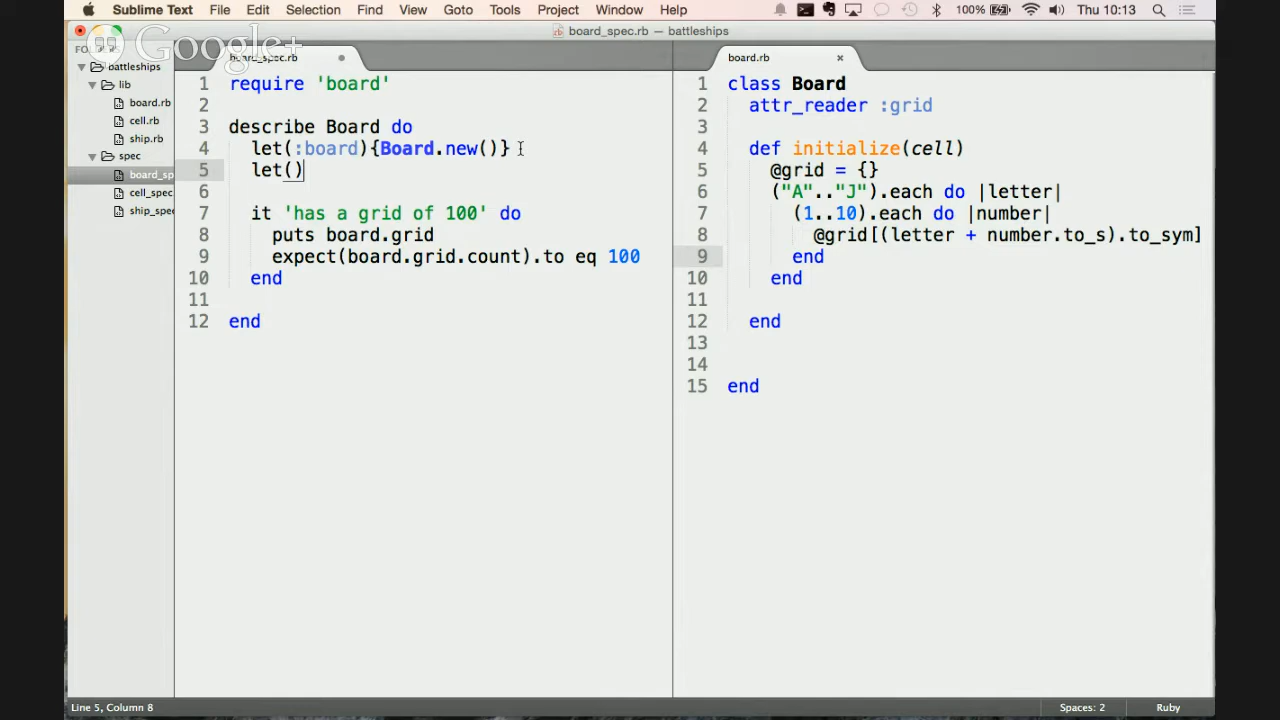 Sublime Text File Edit Selection Find View Goto Tools Project Window Help 100% Thu 10:13
board_spec.rb — battleships
Google+
battleships
lib
board.rb
cell.rb
ship.rb
spec
board_sp
cell_spec
ship_spec
board_spec.rb
1 require 'board'
2
3 describe Board do
4 let(:board){Board.new()}
5 let()
6
7 it 'has a grid of 100' do
8 puts board.grid
9 expect(board.grid.count).to eq 100
10 end
11
12 end
board.rb
1 class Board
2 attr_reader :grid
3
4 def initialize(cell)
5 @grid = {}
6 ("A".."J").each do |letter|
7 (1..10).each do |number|
8 @grid[(letter + number.to_s).to_sym]
9 end
10 end
11
12 end
13
14
15 end
Line 5, Column 8 Spaces: 2 Ruby